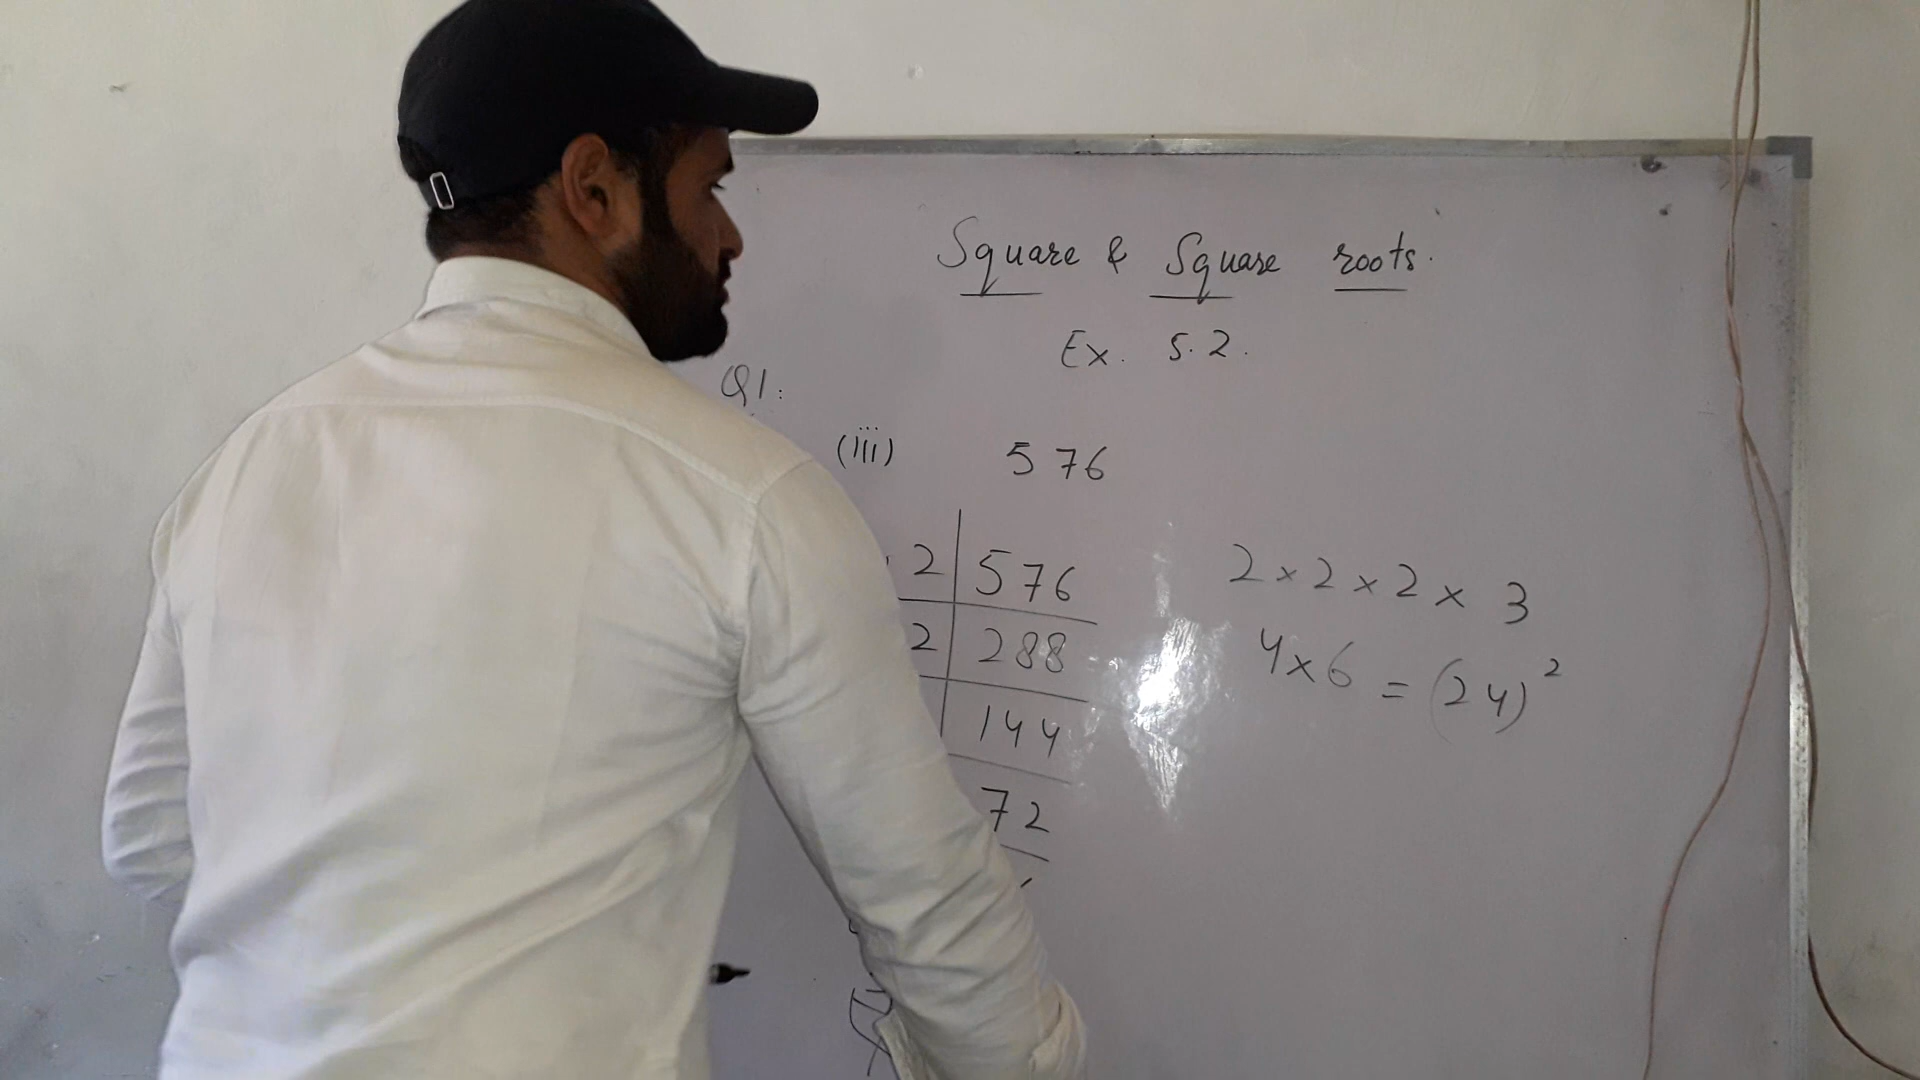 Square & Square roots.
Ex. 5.2.
Q1:
(iii) 576
2 | 576
2 | 288
144
72
2 × 2 × 2 × 3
4 × 6 = (24)²